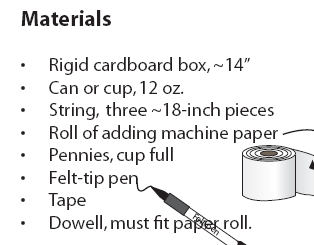 Materials
• Rigid cardboard box, ~14"
• Can or cup, 12 oz.
• String, three ~18-inch pieces
• Roll of adding machine paper
• Pennies, cup full
• Felt-tip pen
• Tape
• Dowell, must fit paper roll.